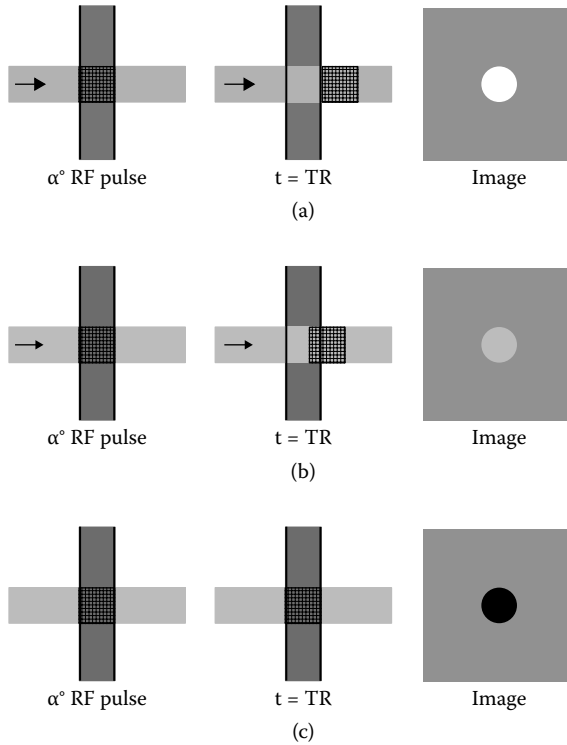 α° RF pulse t = TR Image
(a)
α° RF pulse t = TR Image
(b)
α° RF pulse t = TR Image
(c)